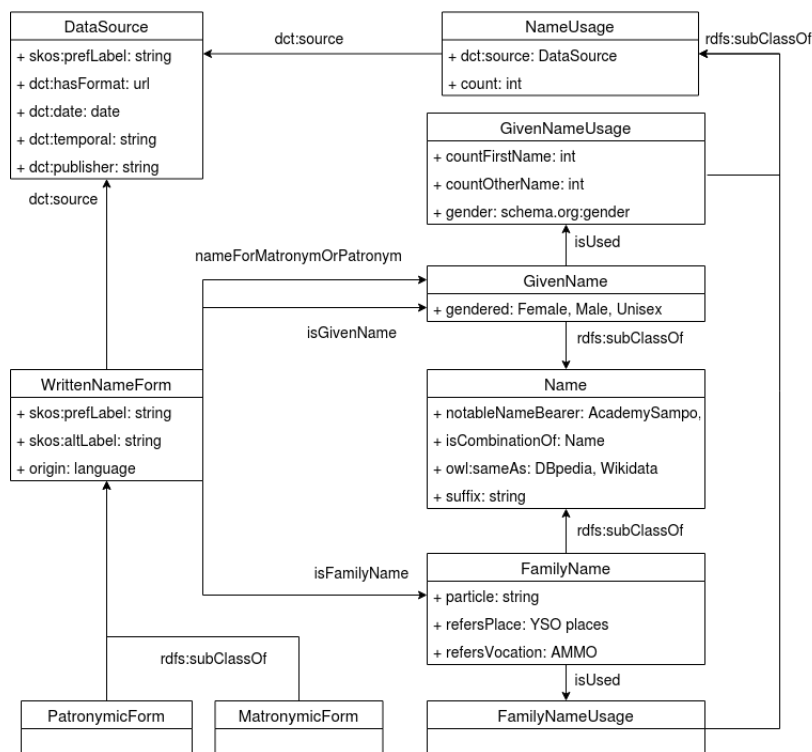 DataSource
+ skos:prefLabel: string
+ dct:hasFormat: url
+ dct:date: date
+ dct:temporal: string
+ dct:publisher: string
dct:source
NameUsage
+ dct:source: DataSource
+ count: int
rdfs:subClassOf
GivenNameUsage
+ countFirstName: int
+ countOtherName: int
+ gender: schema.org:gender
dct:source
isUsed
nameForMatronymOrPatronym
GivenName
+ gendered: Female, Male, Unisex
isGivenName
rdfs:subClassOf
WrittenNameForm
+ skos:prefLabel: string
+ skos:altLabel: string
+ origin: language
Name
+ notableNameBearer: AcademySampo,
+ isCombinationOf: Name
+ owl:sameAs: DBpedia, Wikidata
+ suffix: string
rdfs:subClassOf
isFamilyName
FamilyName
+ particle: string
+ refersPlace: YSO places
+ refersVocation: AMMO
rdfs:subClassOf
isUsed
PatronymicForm
MatronymicForm
FamilyNameUsage